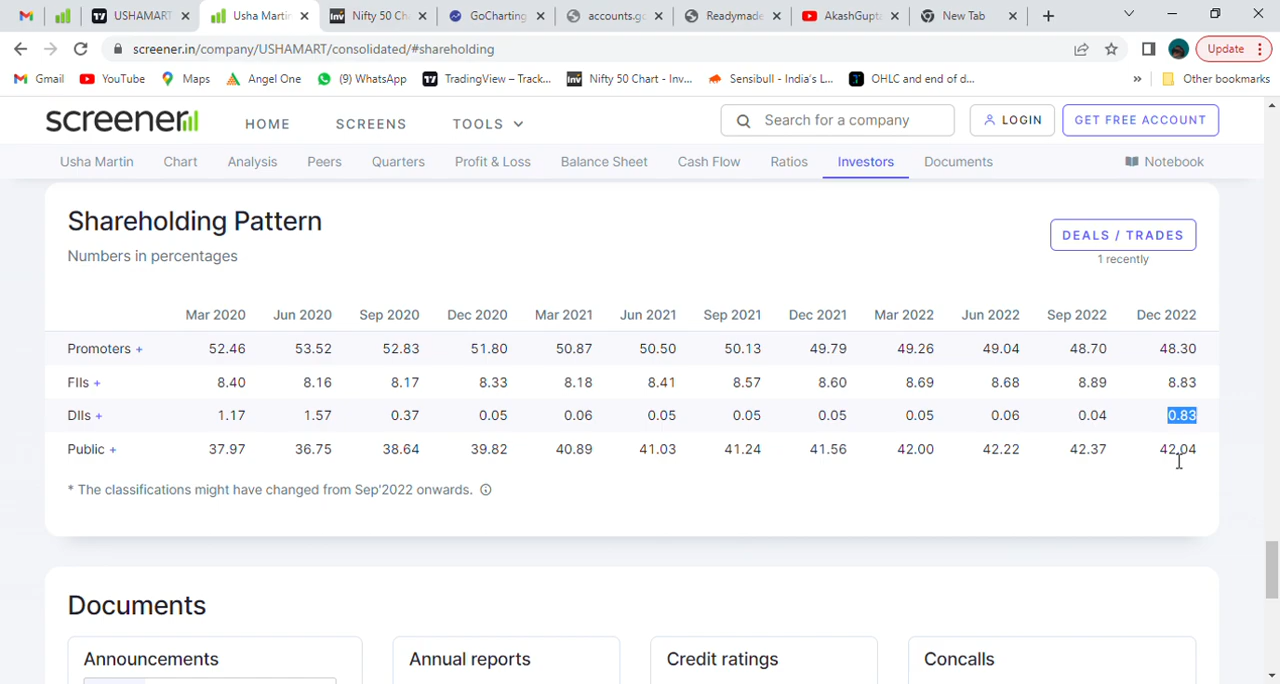 USHAMART Usha Martin Nifty 50 Ch GoCharting accounts.go Readymade AkashGupta New Tab
screener.in/company/USHAMART/consolidated/#shareholding
Update
Gmail YouTube Maps Angel One (9) WhatsApp TradingView – Track... Nifty 50 Chart - Inv... Sensibull - India's L... OHLC and end of d... » Other bookmarks
screener HOME SCREENS TOOLS Search for a company LOGIN GET FREE ACCOUNT
Usha Martin Chart Analysis Peers Quarters Profit & Loss Balance Sheet Cash Flow Ratios Investors Documents Notebook
Shareholding Pattern
DEALS / TRADES
Numbers in percentages
1 recently
Mar 2020 Jun 2020 Sep 2020 Dec 2020 Mar 2021 Jun 2021 Sep 2021 Dec 2021 Mar 2022 Jun 2022 Sep 2022 Dec 2022
Promoters + 52.46 53.52 52.83 51.80 50.87 50.50 50.13 49.79 49.26 49.04 48.70 48.30
FIIs + 8.40 8.16 8.17 8.33 8.18 8.41 8.57 8.60 8.69 8.68 8.89 8.83
DIIs + 1.17 1.57 0.37 0.05 0.06 0.05 0.05 0.05 0.05 0.06 0.04 0.83
Public + 37.97 36.75 38.64 39.82 40.89 41.03 41.24 41.56 42.00 42.22 42.37 42.04
* The classifications might have changed from Sep'2022 onwards.
Documents
Announcements Annual reports Credit ratings Concalls